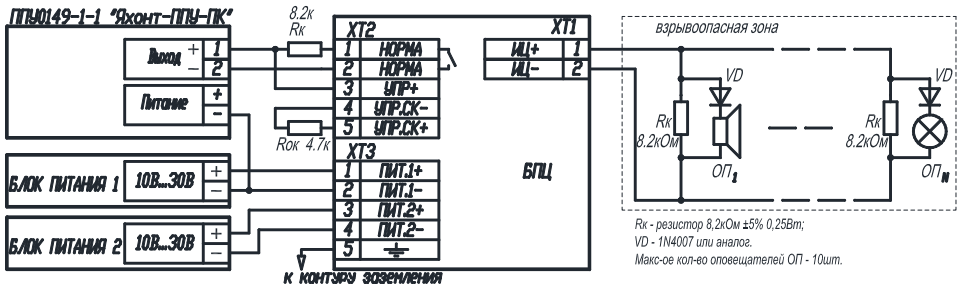 ППУ0149-1-1 "Яхонт-ППУ-ПК"
Выход + 1
- 2
Питание +
-
БЛОК ПИТАНИЯ 1 10В...30В +
-
БЛОК ПИТАНИЯ 2 10В...30В +
-
8.2к
Rк
Rок 4.7к
к контуру заземления
XT2
1 НОРМА
2 НОРМА
3 УПР+
4 УПР.СК-
5 УПР.СК+
XT3
1 ПИТ.1+
2 ПИТ.1-
3 ПИТ.2+
4 ПИТ.2-
5
БПЦ
XT1
ИЦ+ 1
ИЦ- 2
взрывоопасная зона
VD
Rк
8.2кОм
ОП1
VD
Rк
8.2кОм
ОПN
Rк - резистор 8,2кОм ±5% 0,25Вт;
VD - 1N4007 или аналог.
Макс-ое кол-во оповещателей ОП - 10шт.